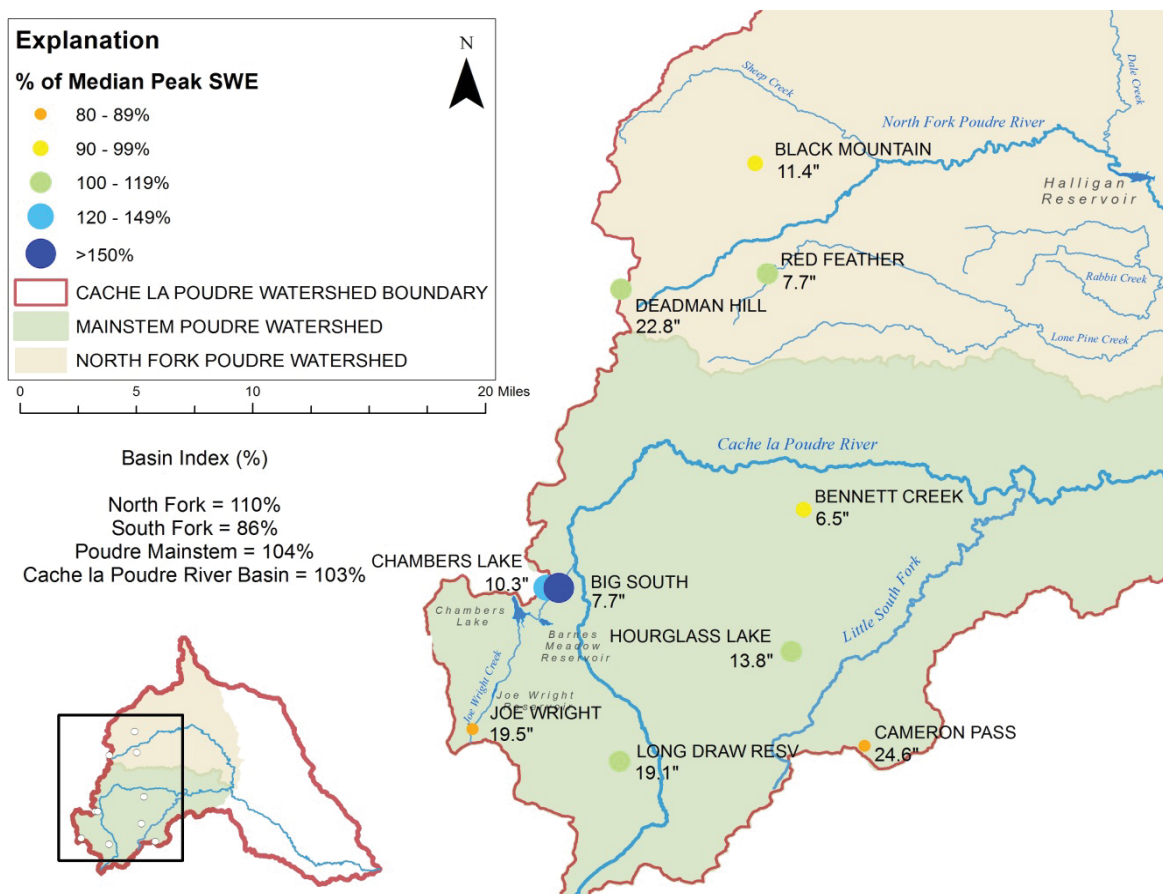 Explanation
% of Median Peak SWE
80 - 89%
90 - 99%
100 - 119%
120 - 149%
>150%
CACHE LA POUDRE WATERSHED BOUNDARY
MAINSTEM POUDRE WATERSHED
NORTH FORK POUDRE WATERSHED
N
0 5 10 20 Miles
Basin Index (%)
North Fork = 110%
South Fork = 86%
Poudre Mainstem = 104%
Cache la Poudre River Basin = 103%
Sheep Creek
Dale Creek
North Fork Poudre River
BLACK MOUNTAIN
11.4"
Halligan
Reservoir
RED FEATHER
7.7"
Rabbit Creek
DEADMAN HILL
22.8"
Lone Pine Creek
Cache la Poudre River
BENNETT CREEK
6.5"
CHAMBERS LAKE
10.3"
BIG SOUTH
7.7"
Chambers
Lake
Barnes
Meadow
Reservoir
Little South Fork
HOURGLASS LAKE
13.8"
Joe Wright Creek
Joe Wright
Reservoir
JOE WRIGHT
19.5"
LONG DRAW RESV
19.1"
CAMERON PASS
24.6"